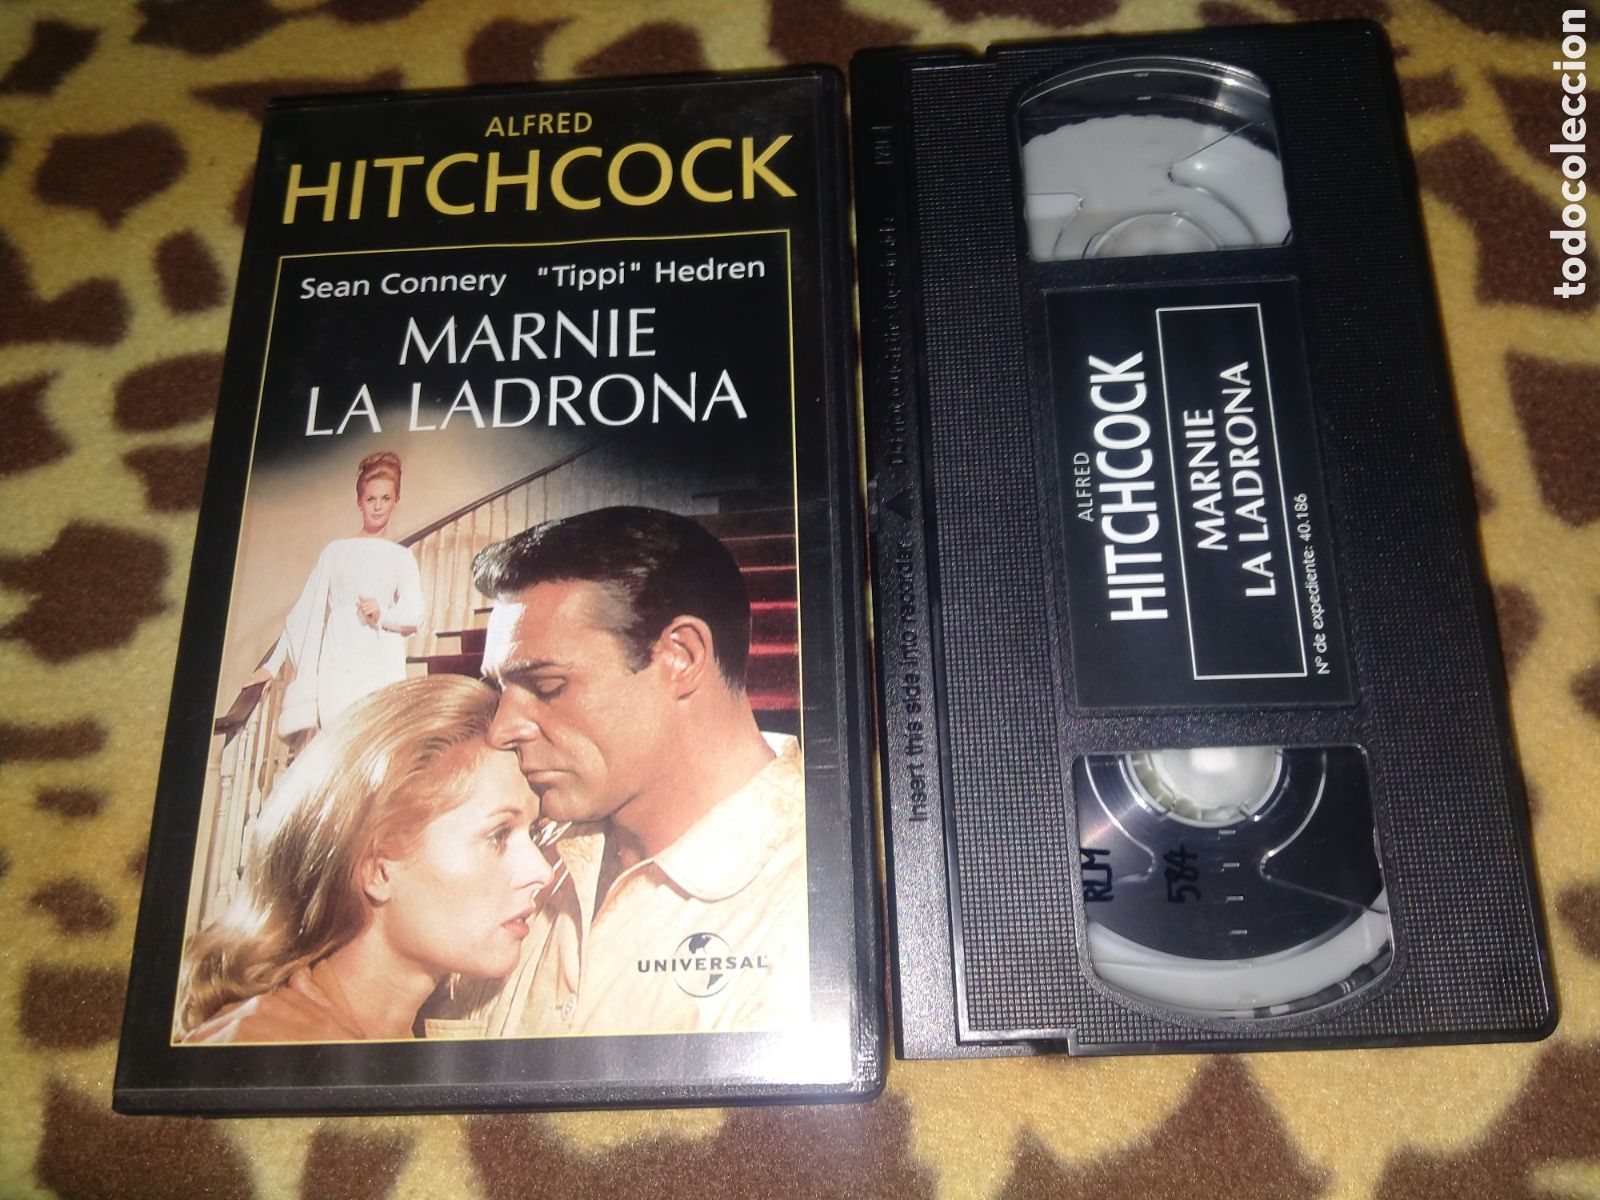 ALFRED
HITCHCOCK
Sean Connery "Tippi" Hedren
MARNIE
LA LADRONA
UNIVERSAL
Insert this side into recorder
ALFRED
HITCHCOCK
MARNIE
LA LADRONA
Nº de expediente: 40.186
RLM
584
todocoleccion